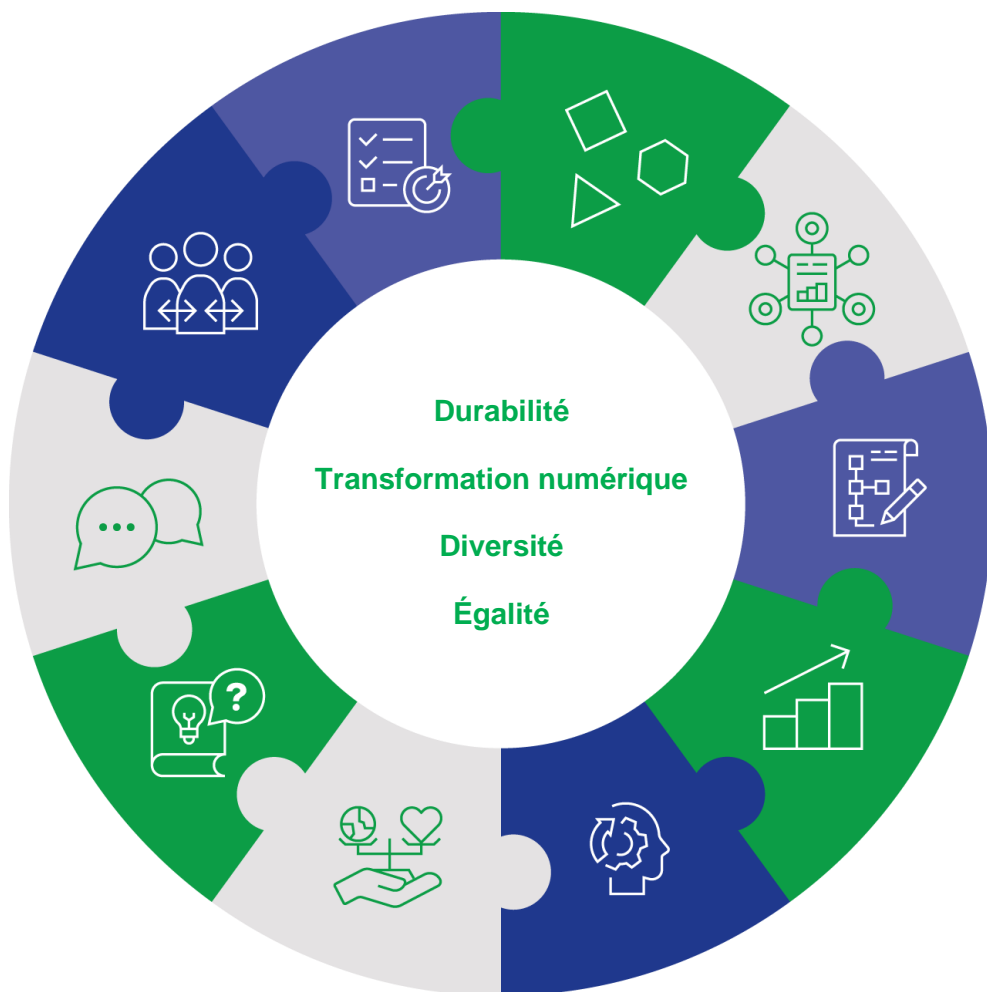 Durabilité
Transformation numérique
Diversité
Égalité
?